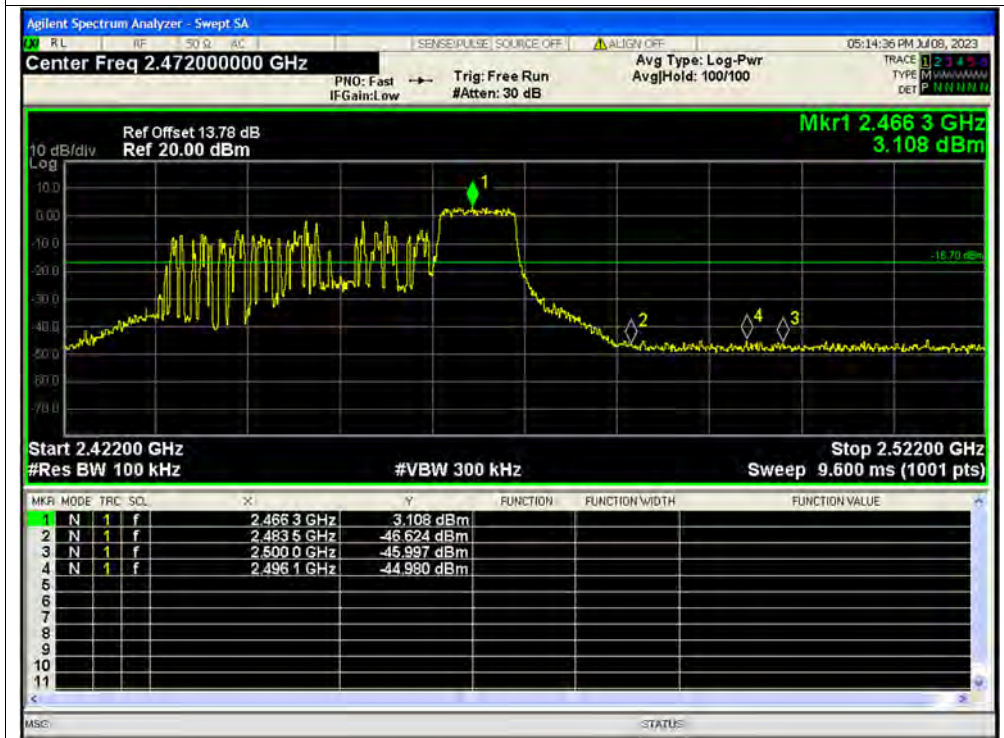 Agilent Spectrum Analyzer - Swept SA
RL RF 50 Ω AC SENSE:PULSE SOURCE OFF ALIGN OFF 05:14:36 PM Jul 08, 2023
Center Freq 2.472000000 GHz
PNO: Fast
IFGain:Low
Trig: Free Run
#Atten: 30 dB
Avg Type: Log-Pwr
Avg|Hold: 100/100
TRACE 1 2 3 4 5 6
TYPE M
DET P N N N N N
Ref Offset 13.78 dB
10 dB/div Ref 20.00 dBm
Log
Mkr1 2.466 3 GHz
3.108 dBm
10.0
0.00
-10.0
-20.0
-30.0
-40.0
-50.0
-60.0
-70.0
1
-16.70 dBm
2
4
3
Start 2.42200 GHz Stop 2.52200 GHz
#Res BW 100 kHz #VBW 300 kHz Sweep 9.600 ms (1001 pts)
MKR MODE TRC SCL X Y FUNCTION FUNCTION WIDTH FUNCTION VALUE
1 N 1 f 2.466 3 GHz 3.108 dBm
2 N 1 f 2.483 5 GHz -46.624 dBm
3 N 1 f 2.500 0 GHz -45.997 dBm
4 N 1 f 2.496 1 GHz -44.980 dBm
5
6
7
8
9
10
11
MSG STATUS